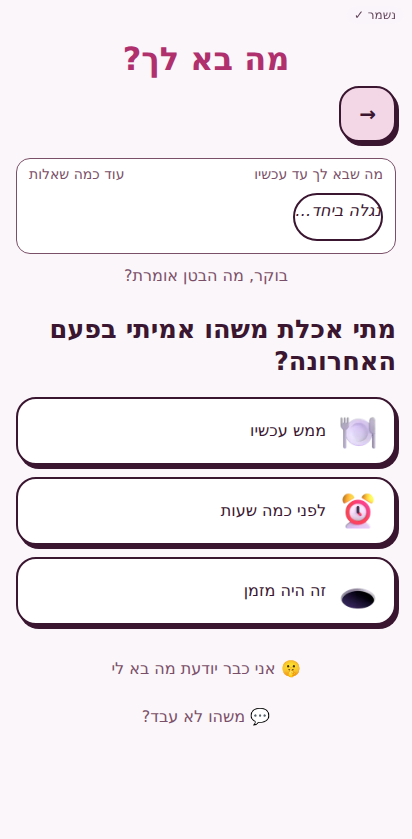 נשמר ✓
מה בא לך?
→
מה שבא לך עד עכשיו
עוד כמה שאלות
נגלה ביחד...
בוקר, מה הבטן אומרת?
מתי אכלת משהו אמיתי בפעם
האחרונה?
ממש עכשיו
לפני כמה שעות
זה היה מזמן
🤫 אני כבר יודעת מה בא לי
💬 משהו לא עבד?